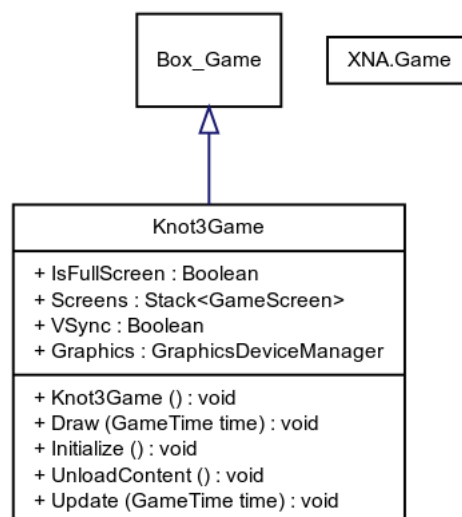 Box_Game
XNA.Game
Knot3Game
+ IsFullScreen : Boolean
+ Screens : Stack<GameScreen>
+ VSync : Boolean
+ Graphics : GraphicsDeviceManager
+ Knot3Game () : void
+ Draw (GameTime time) : void
+ Initialize () : void
+ UnloadContent () : void
+ Update (GameTime time) : void